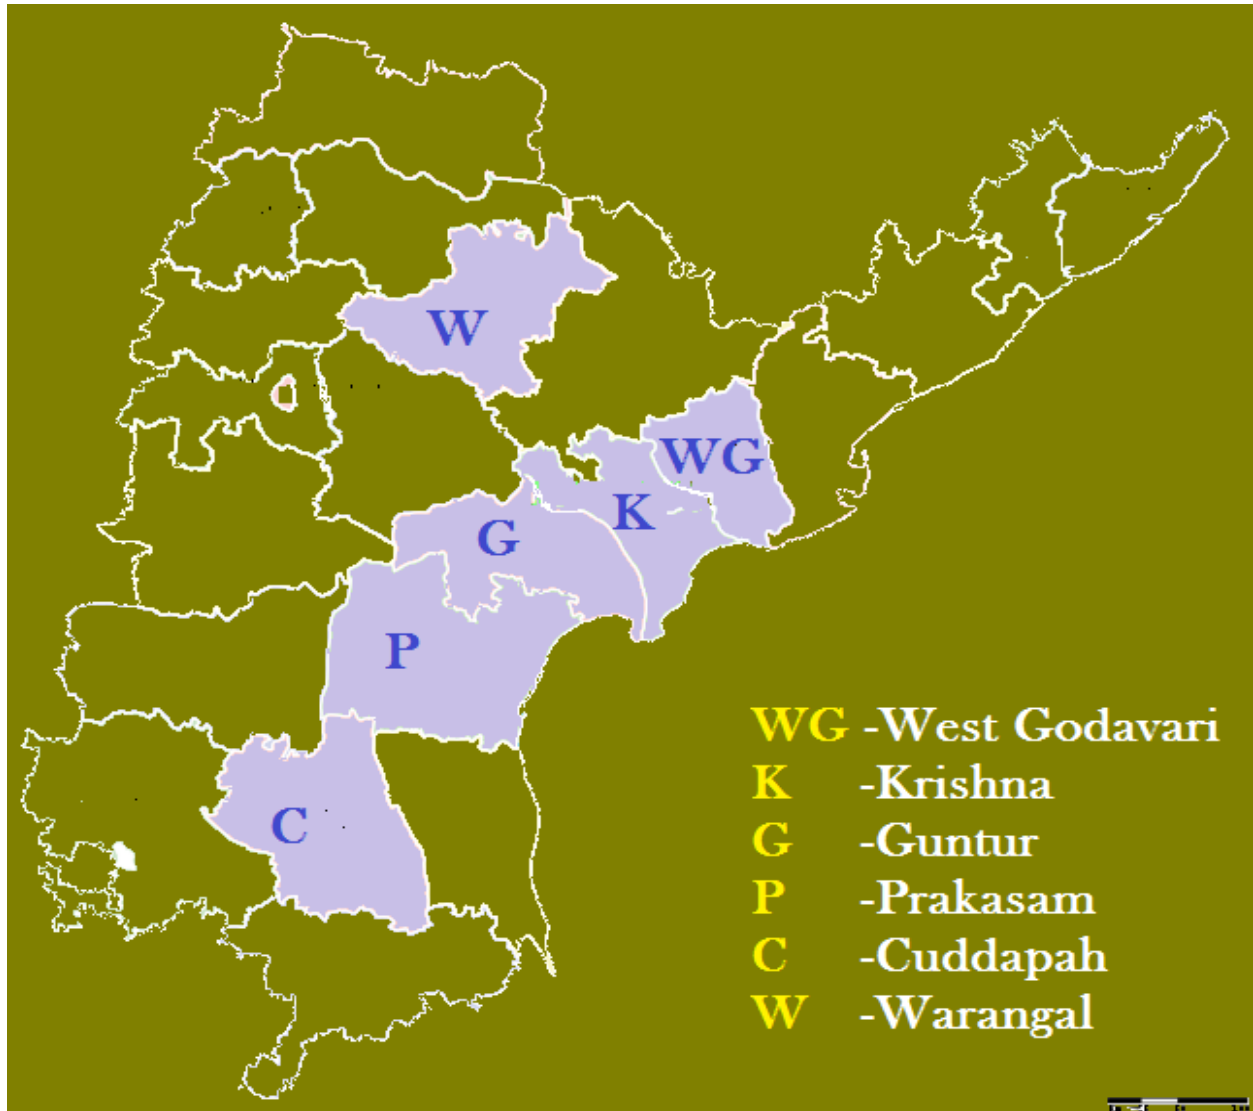 W
WG
K
G
P
C
WG -West Godavari
K -Krishna
G -Guntur
P -Prakasam
C -Cuddapah
W -Warangal